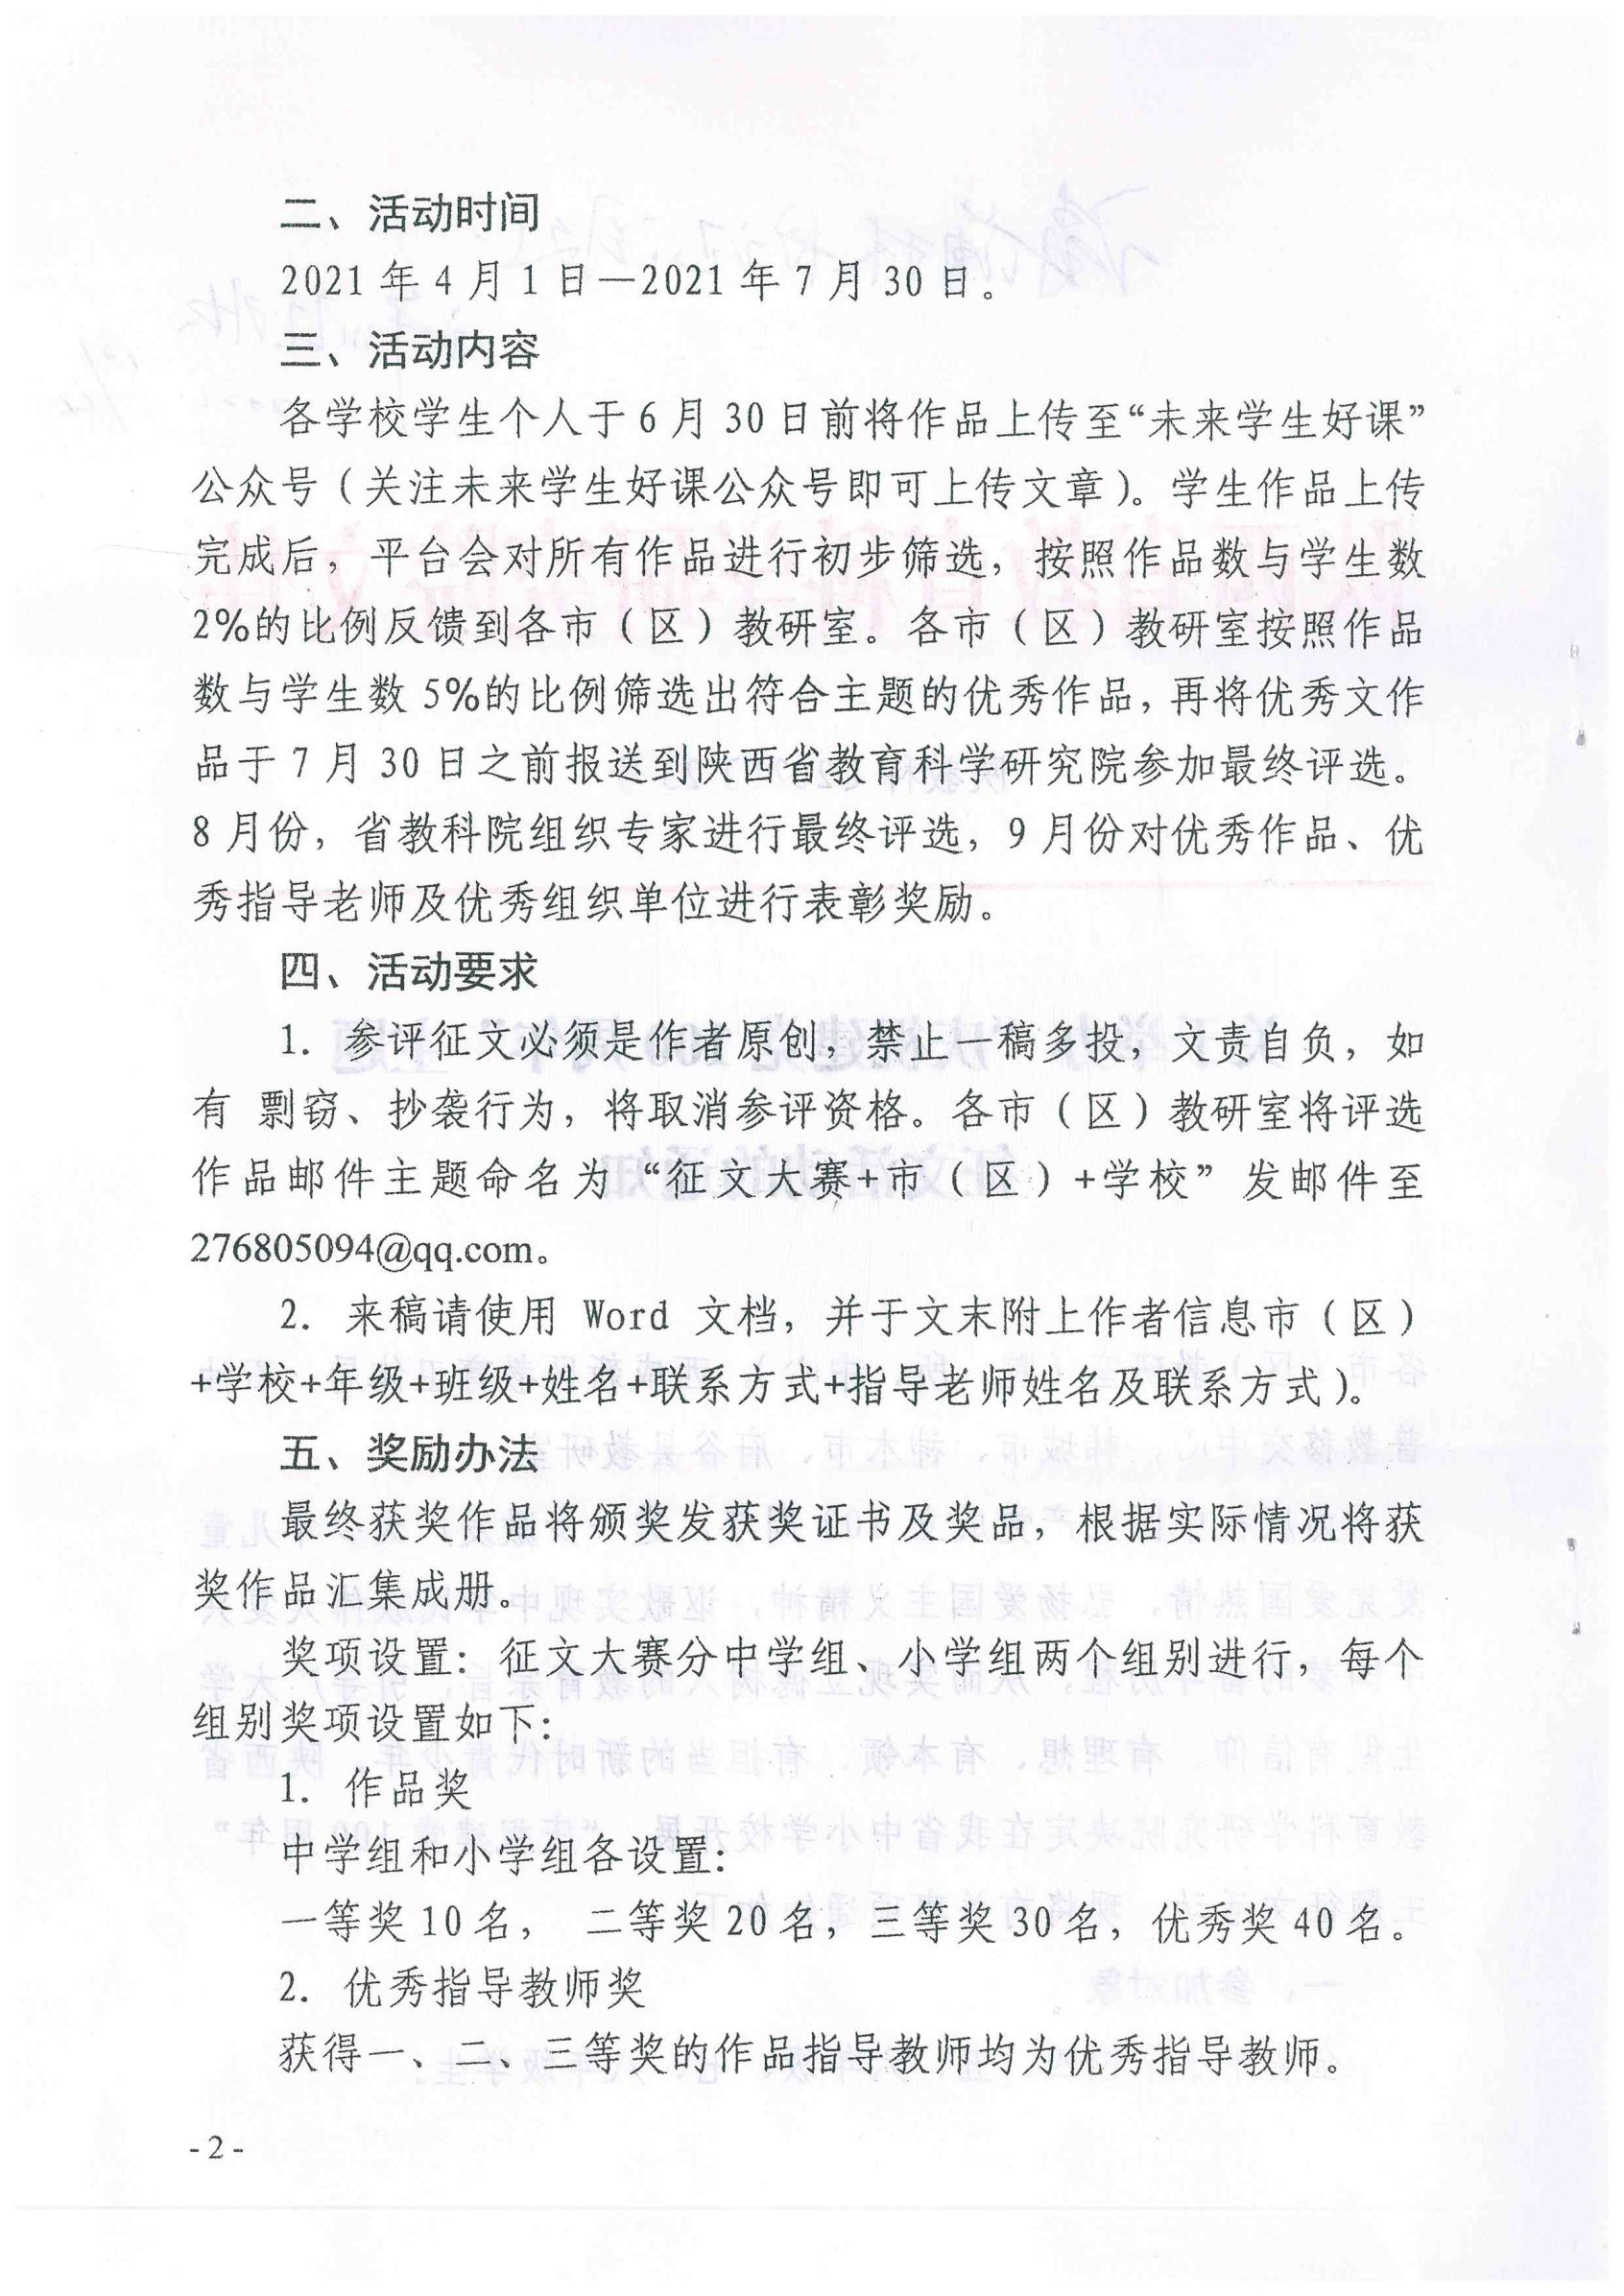 二、活动时间
2021 年 4 月 1 日—2021 年 7 月 30 日。
三、活动内容
各学校学生个人于 6 月 30 日前将作品上传至“未来学生好课”
公众号（关注未来学生好课公众号即可上传文章）。学生作品上传
完成后，平台会对所有作品进行初步筛选，按照作品数与学生数
2%的比例反馈到各市（区）教研室。各市（区）教研室按照作品
数与学生数 5%的比例筛选出符合主题的优秀作品，再将优秀文作
品于 7 月 30 日之前报送到陕西省教育科学研究院参加最终评选。
8 月份，省教科院组织专家进行最终评选，9 月份对优秀作品、优
秀指导老师及优秀组织单位进行表彰奖励。
四、活动要求
1. 参评征文必须是作者原创，禁止一稿多投，文责自负，如
有 剽窃、抄袭行为，将取消参评资格。各市（区）教研室将评选
作品邮件主题命名为“征文大赛+市（区）+学校”发邮件至
276805094@qq.com。
2. 来稿请使用 Word 文档，并于文末附上作者信息市（区）
+学校+年级+班级+姓名+联系方式+指导老师姓名及联系方式）。
五、奖励办法
最终获奖作品将颁奖发获奖证书及奖品，根据实际情况将获
奖作品汇集成册。
奖项设置：征文大赛分中学组、小学组两个组别进行，每个
组别奖项设置如下：
1. 作品奖
中学组和小学组各设置：
一等奖 10 名， 二等奖 20 名，三等奖 30 名，优秀奖 40 名。
2. 优秀指导教师奖
获得一、二、三等奖的作品指导教师均为优秀指导教师。
- 2 -